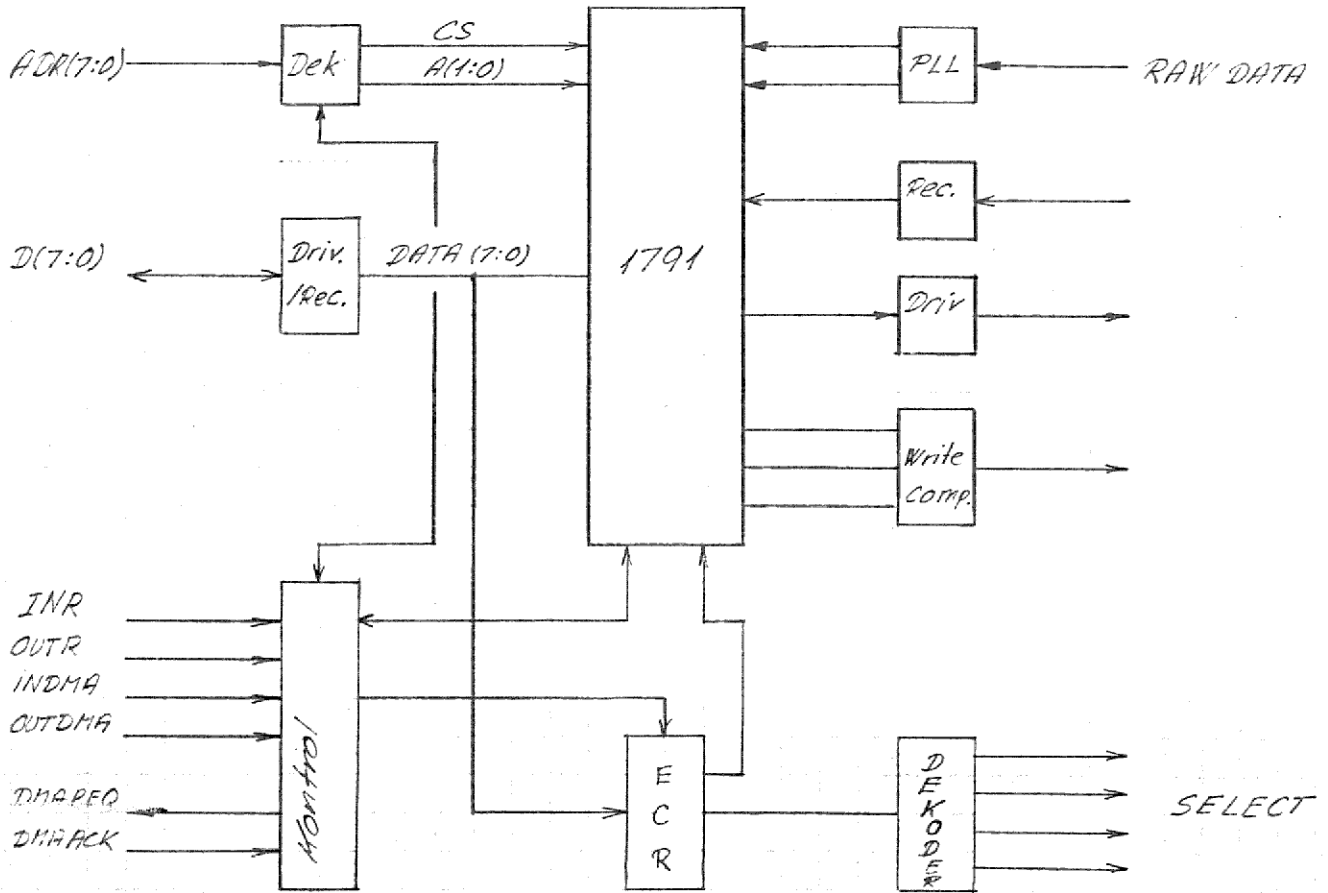 CS
ADR(7:0)
Dek
A(1:0)
PLL
RAW DATA
Rec.
D(7:0)
Driv.
/Rec.
DATA (7:0)
1791
Driv
Write
Comp.
INR
OUTR
INDMA
OUTDMA
DMAREQ
DMAACK
Kontrol
ECR
DEKODER
SELECT